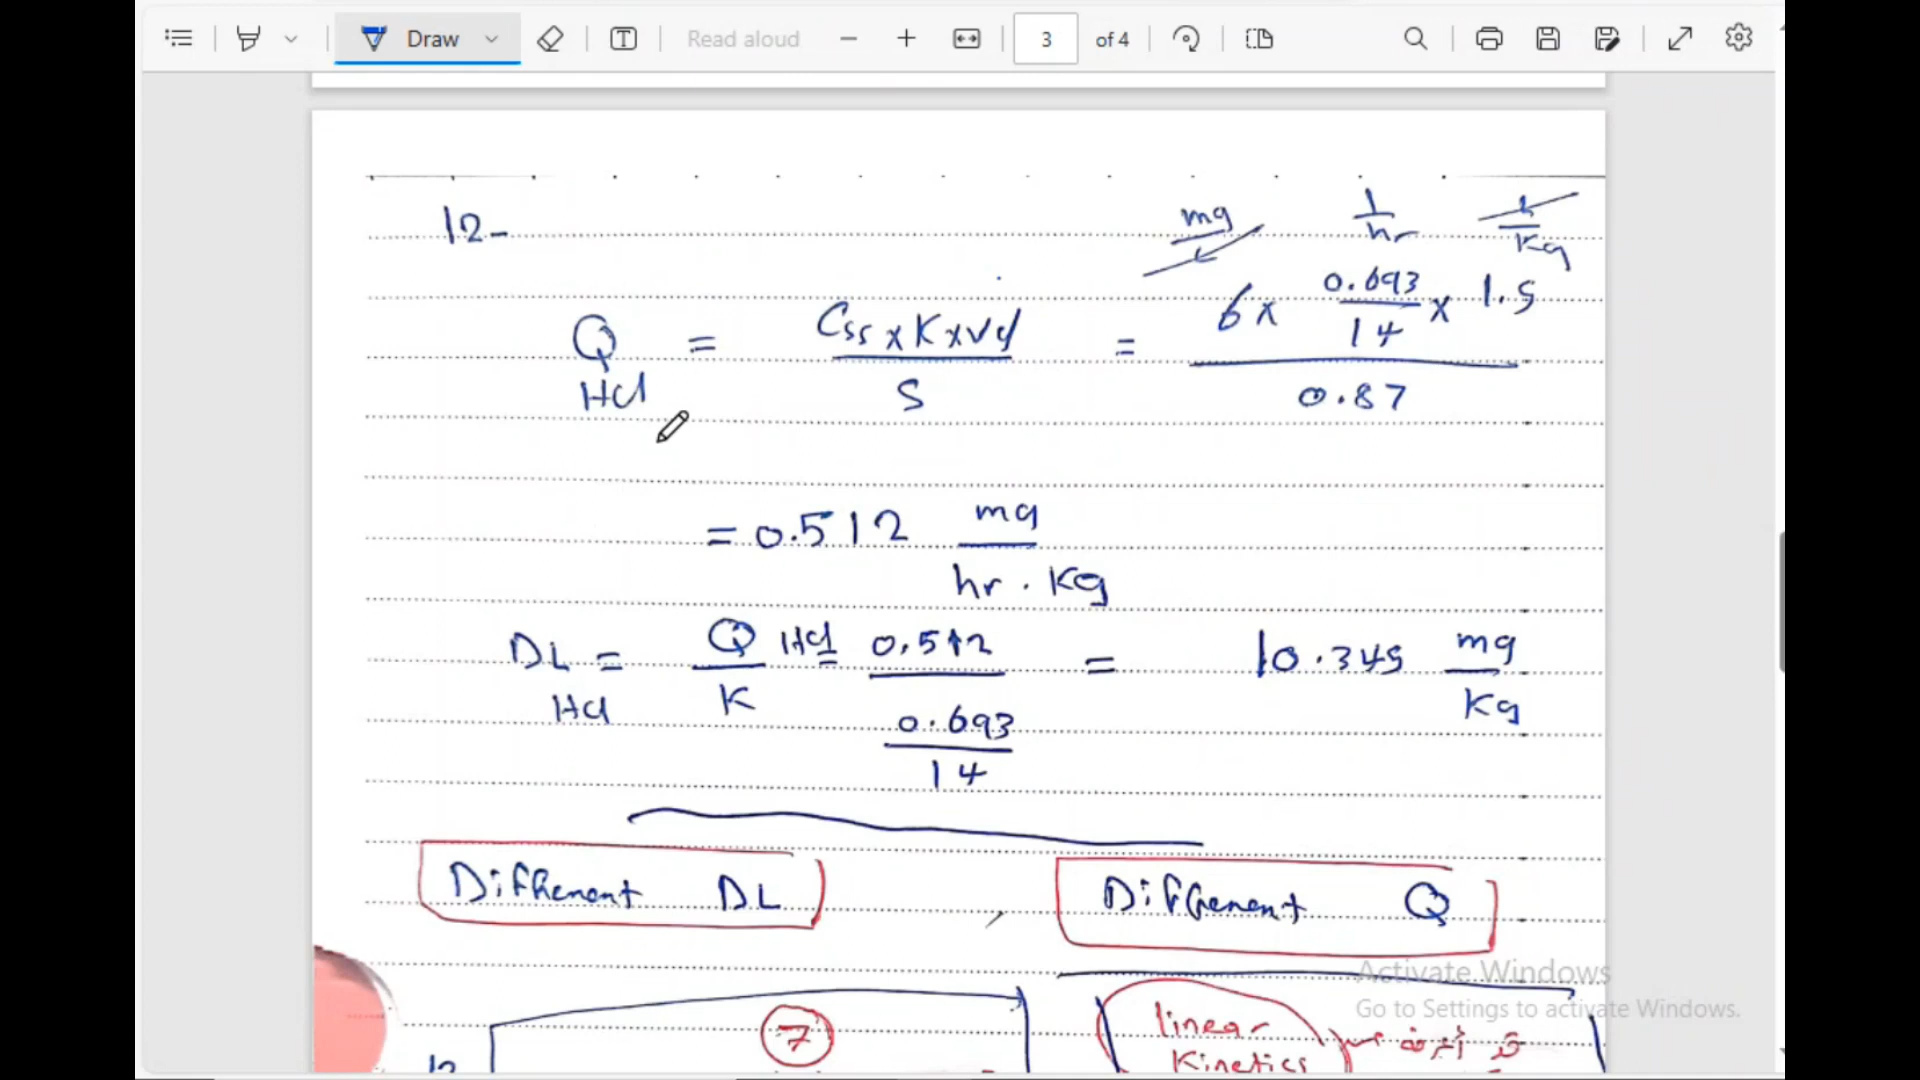 Draw
Read aloud
3 of 4
12-
mg/L 1/hr L/Kg
Q HCl = Css x K x Vd / S = 6 x 0.693/14 x 1.5 / 0.87
= 0.512 mg / hr . Kg
DL HCl = Q HCl / K = 0.512 / 0.693/14 = 10.345 mg / Kg
Different DL
Different Q
Activate Windows
Go to Settings to activate Windows.
7
linear
Kinetics